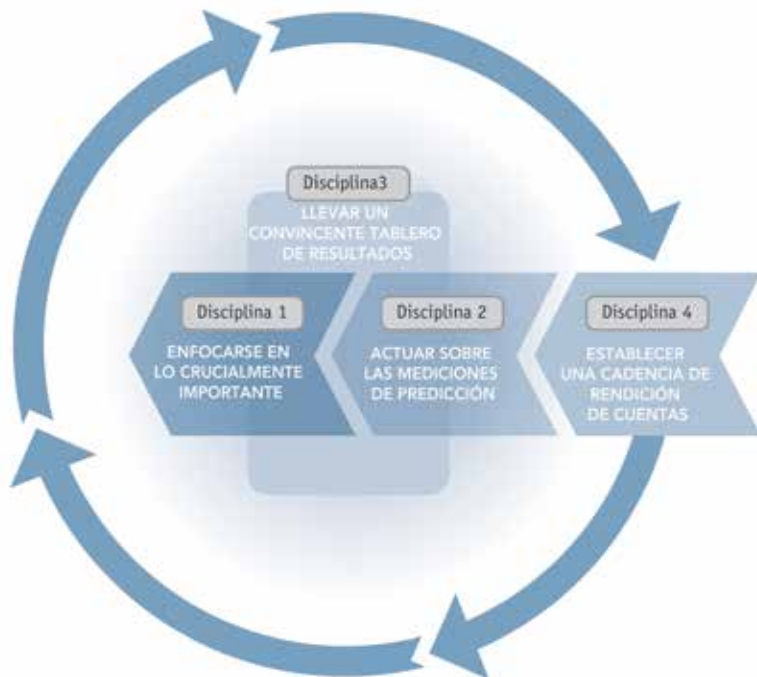 Disciplina3
LLEVAR UN
CONVINCENTE TABLERO
DE RESULTADOS
Disciplina 1
ENFOCARSE EN
LO CRUCIALMENTE
IMPORTANTE
Disciplina 2
ACTUAR SOBRE
LAS MEDICIONES
DE PREDICCIÓN
Disciplina 4
ESTABLECER
UNA CADENCIA DE
RENDICIÓN
DE CUENTAS